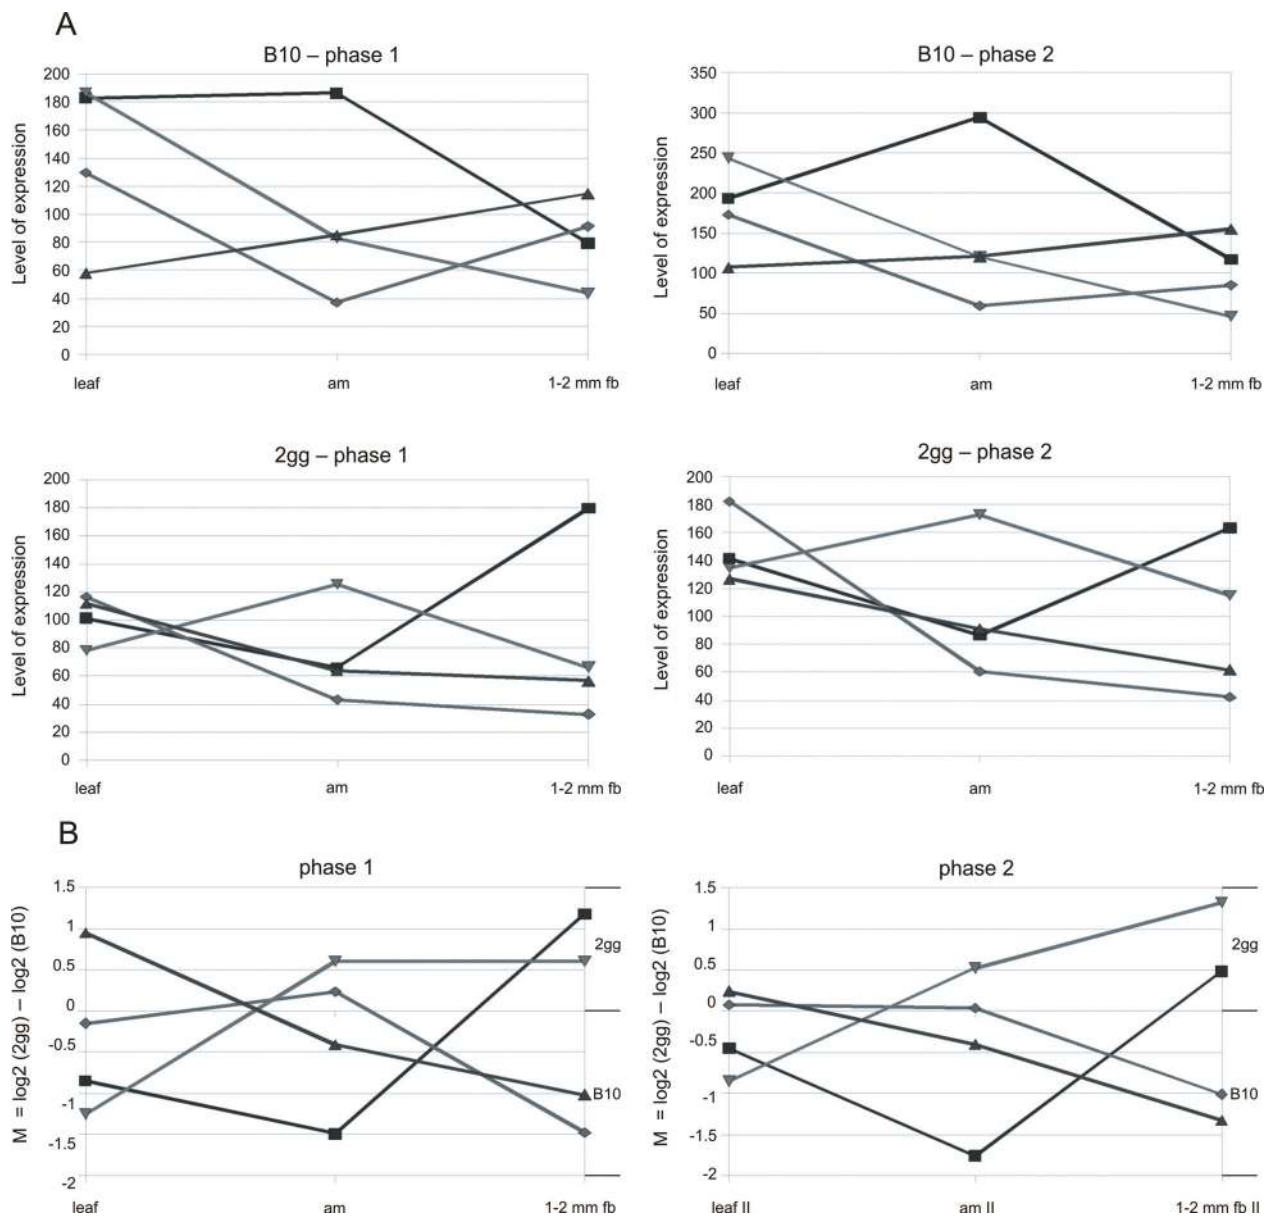 A
B10 – phase 1
200
180
160
140
120
100
80
60
40
20
0
Level of expression
leaf
am
1-2 mm fb
B10 – phase 2
350
300
250
200
150
100
50
0
Level of expression
leaf
am
1-2 mm fb
2gg – phase 1
200
180
160
140
120
100
80
60
40
20
0
Level of expression
leaf
am
1-2 mm fb
2gg – phase 2
200
180
160
140
120
100
80
60
40
20
0
Level of expression
leaf
am
1-2 mm fb
B
phase 1
1.5
1
0.5
0
-0.5
-1
-1.5
-2
M = log2 (2gg) – log2 (B10)
2gg
B10
leaf
am
1-2 mm fb
phase 2
1.5
1
0.5
0
-0.5
-1
-1.5
-2
M = log2 (2gg) – log2 (B10)
2gg
B10
leaf II
am II
1-2 mm fb II